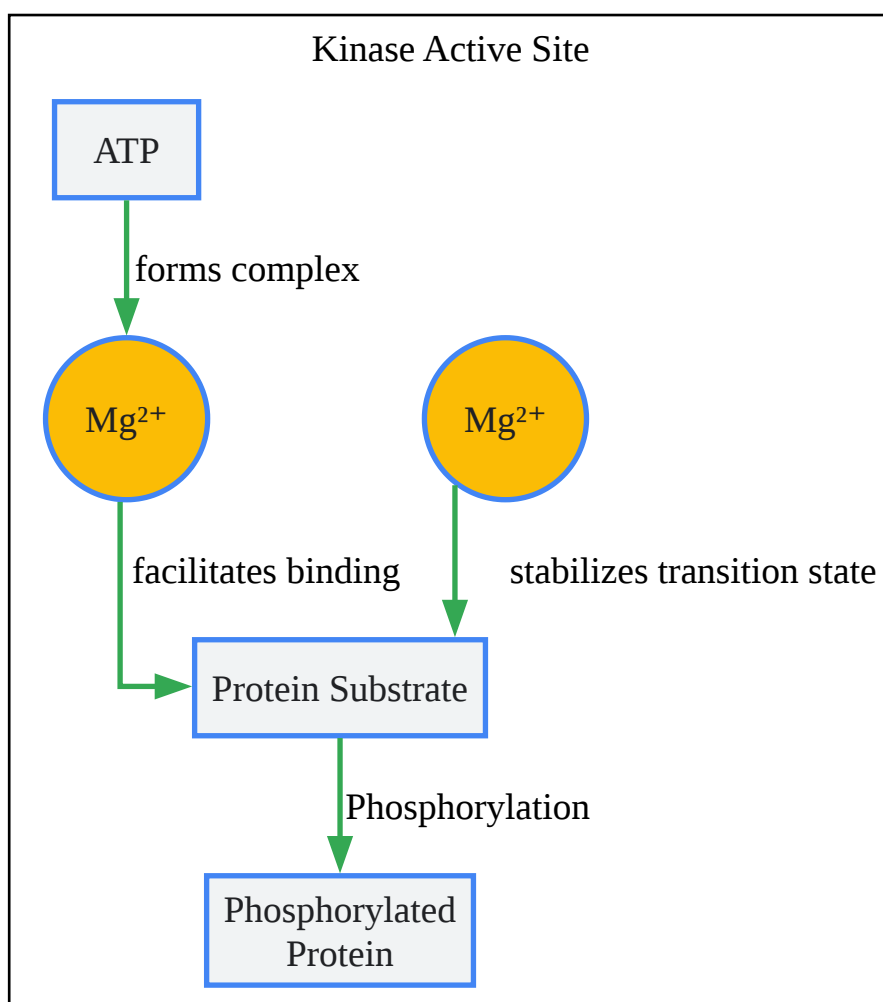 Kinase Active Site
ATP
forms complex
Mg²⁺
Mg²⁺
facilitates binding
stabilizes transition state
Protein Substrate
Phosphorylation
Phosphorylated
Protein